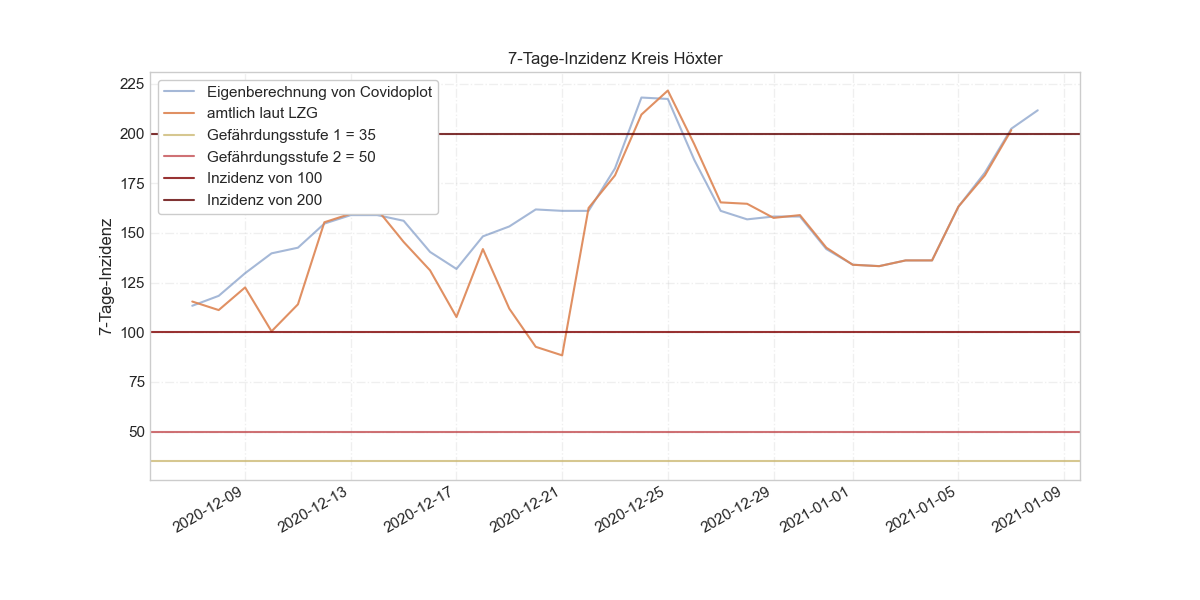 7-Tage-Inzidenz Kreis Höxter
Eigenberechnung von Covidoplot
amtlich laut LZG
Gefährdungsstufe 1 = 35
Gefährdungsstufe 2 = 50
Inzidenz von 100
Inzidenz von 200
7-Tage-Inzidenz
225
200
175
150
125
100
75
50
2020-12-09
2020-12-13
2020-12-17
2020-12-21
2020-12-25
2020-12-29
2021-01-01
2021-01-05
2021-01-09